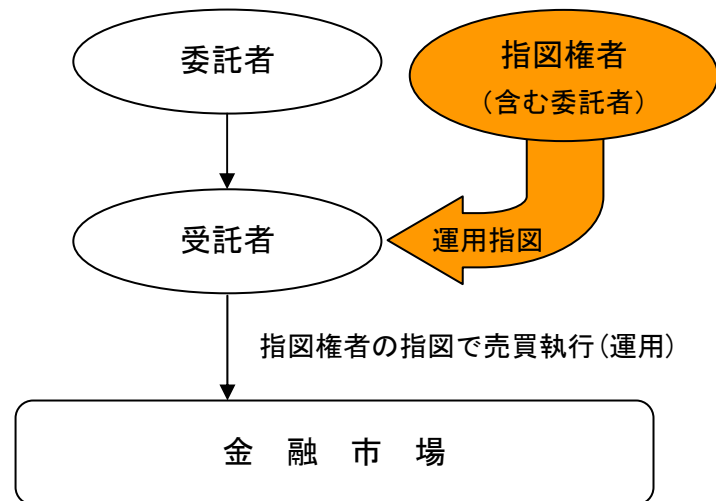 委託者
指図権者
（含む委託者）
受託者
運用指図
指図権者の指図で売買執行（運用）
金　融　市　場